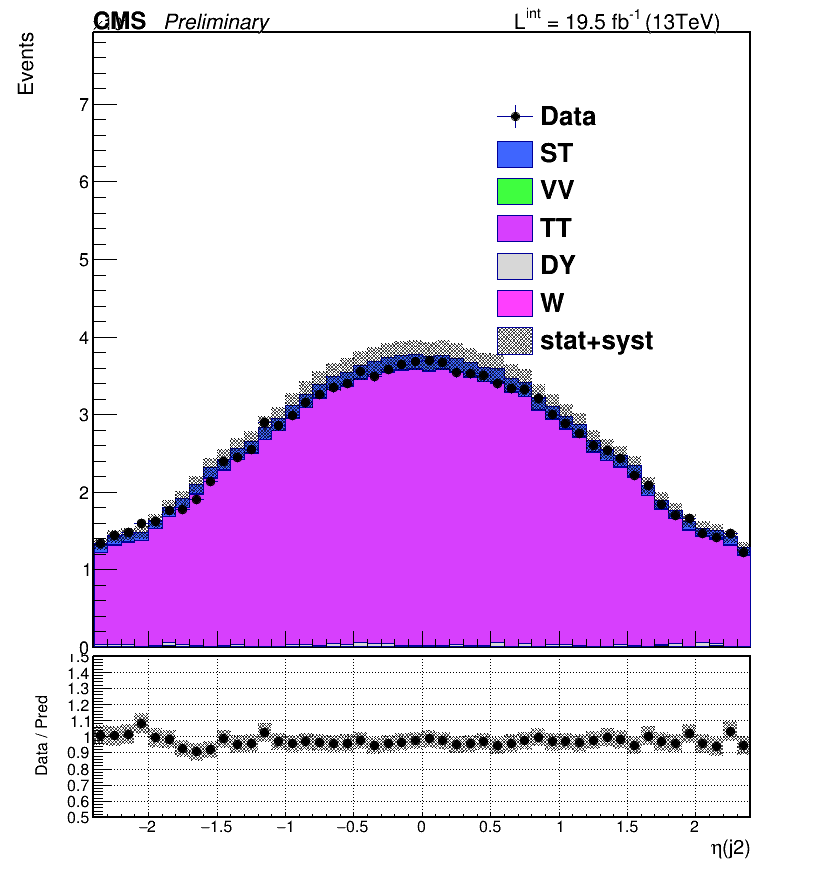 CMS Preliminary L^int = 19.5 fb^-1 (13TeV)
Events
7
6
5
4
3
2
1
0
Data
ST
VV
TT
DY
W
stat+syst
Data / Pred
1.5
1.4
1.3
1.2
1.1
1
0.9
0.8
0.7
0.6
0.5
−2 −1.5 −1 −0.5 0 0.5 1 1.5 2
η(j2)